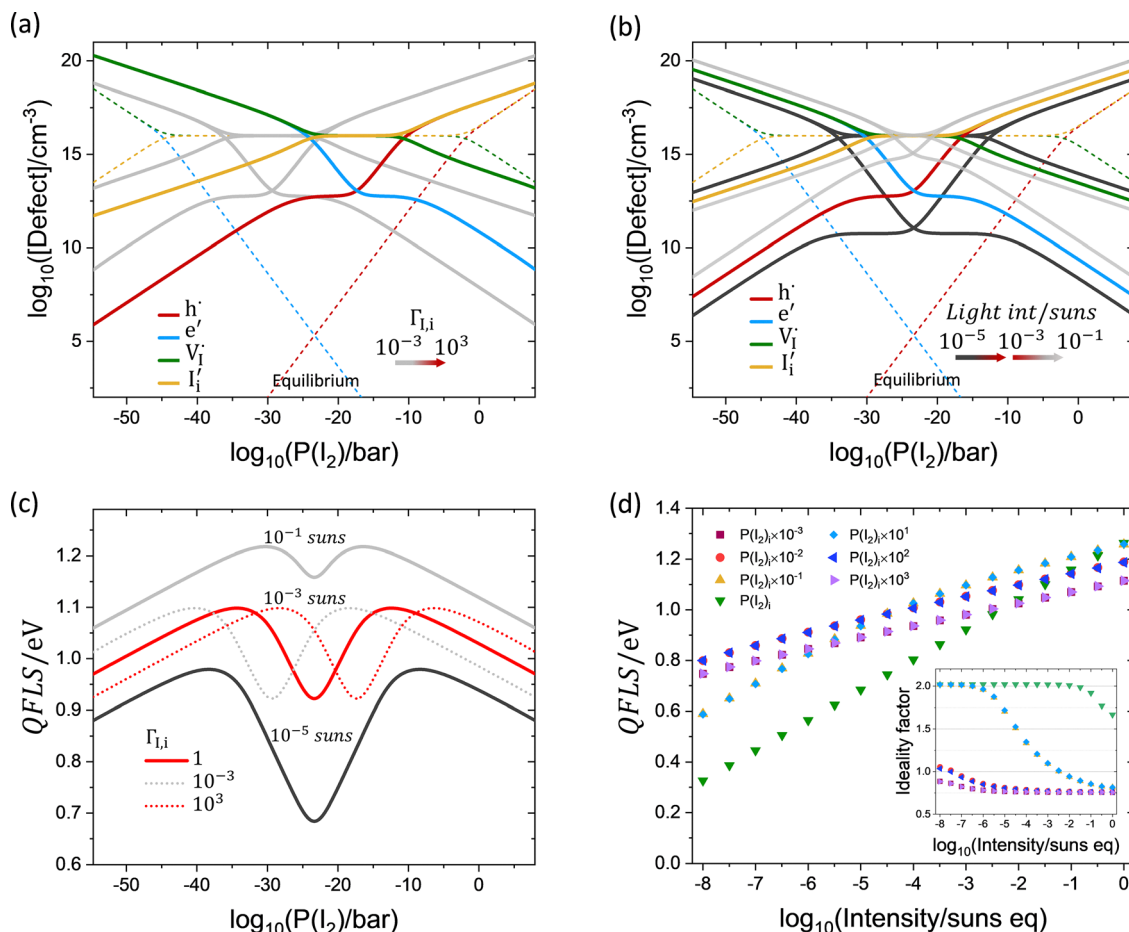 (a)
20
15
10
5
log₁₀([Defect]/cm⁻³)
h˙
e′
V˙_I
I′_i
Γ_I,i
10⁻³ 10³
Equilibrium
-50 -40 -30 -20 -10 0
log₁₀(P(I₂)/bar)
(b)
20
15
10
5
log₁₀([Defect]/cm⁻³)
h˙
e′
V˙_I
I′_i
Light int/suns
10⁻⁵ 10⁻³ 10⁻¹
Equilibrium
-50 -40 -30 -20 -10 0
log₁₀(P(I₂)/bar)
(c)
1.2
1.1
1.0
0.9
0.8
0.7
0.6
QFLS/eV
10⁻¹ suns
10⁻³ suns
10⁻⁵ suns
Γ_I,i
1
10⁻³
10³
-50 -40 -30 -20 -10 0
log₁₀(P(I₂)/bar)
(d)
1.4
1.2
1.0
0.8
0.6
0.4
0.2
0.0
QFLS/eV
P(I₂)ᵢ×10⁻³ P(I₂)ᵢ×10¹
P(I₂)ᵢ×10⁻² P(I₂)ᵢ×10²
P(I₂)ᵢ×10⁻¹ P(I₂)ᵢ×10³
P(I₂)ᵢ
2.0
1.5
1.0
0.5
Ideality factor
-8 -7 -6 -5 -4 -3 -2 -1 0
log₁₀(Intensity/suns eq)
-8 -7 -6 -5 -4 -3 -2 -1 0
log₁₀(Intensity/suns eq)